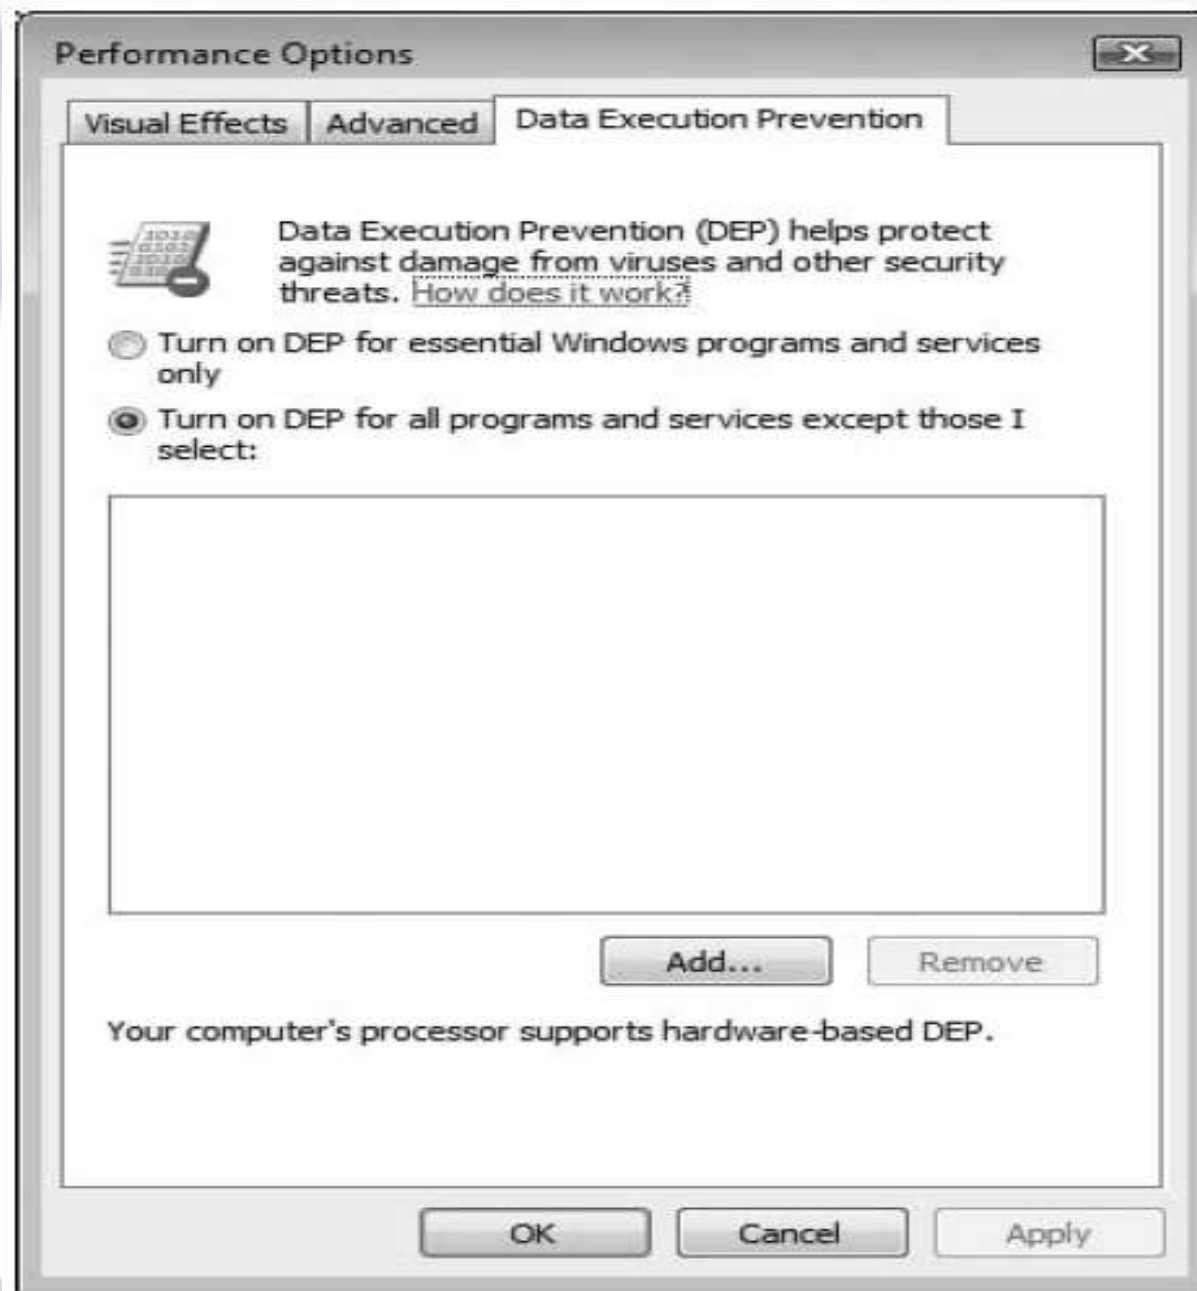 Performance Options
Visual Effects Advanced Data Execution Prevention
Data Execution Prevention (DEP) helps protect
against damage from viruses and other security
threats. How does it work?
Turn on DEP for essential Windows programs and services
only
Turn on DEP for all programs and services except those I
select:
Add... Remove
Your computer's processor supports hardware-based DEP.
OK Cancel Apply